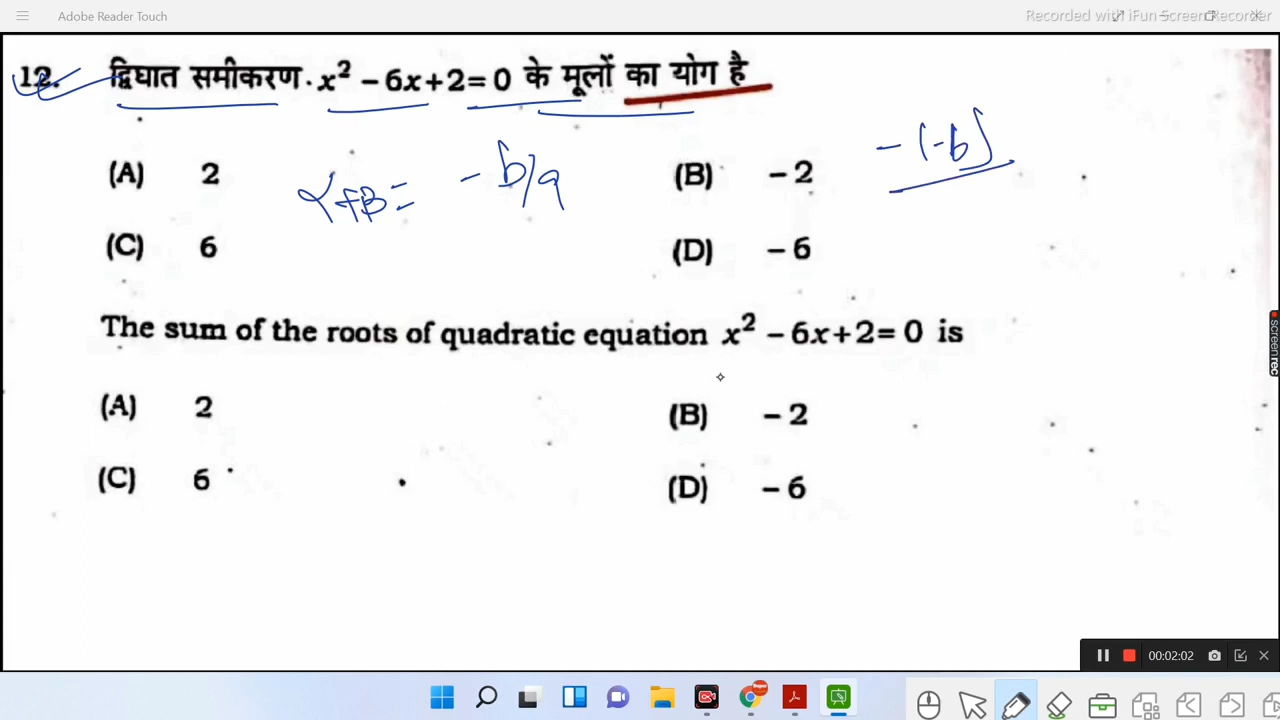 Adobe Reader Touch
Recorded with iFun Screen Recorder
12. द्विघात समीकरण x² – 6x + 2 = 0 के मूलों का योग है
(A) 2 (B) – 2
α+B= - b/a
- (-6)
(C) 6 (D) – 6
The sum of the roots of quadratic equation x² – 6x + 2 = 0 is
(A) 2 (B) – 2
(C) 6 (D) – 6
screenrec
00:02:02